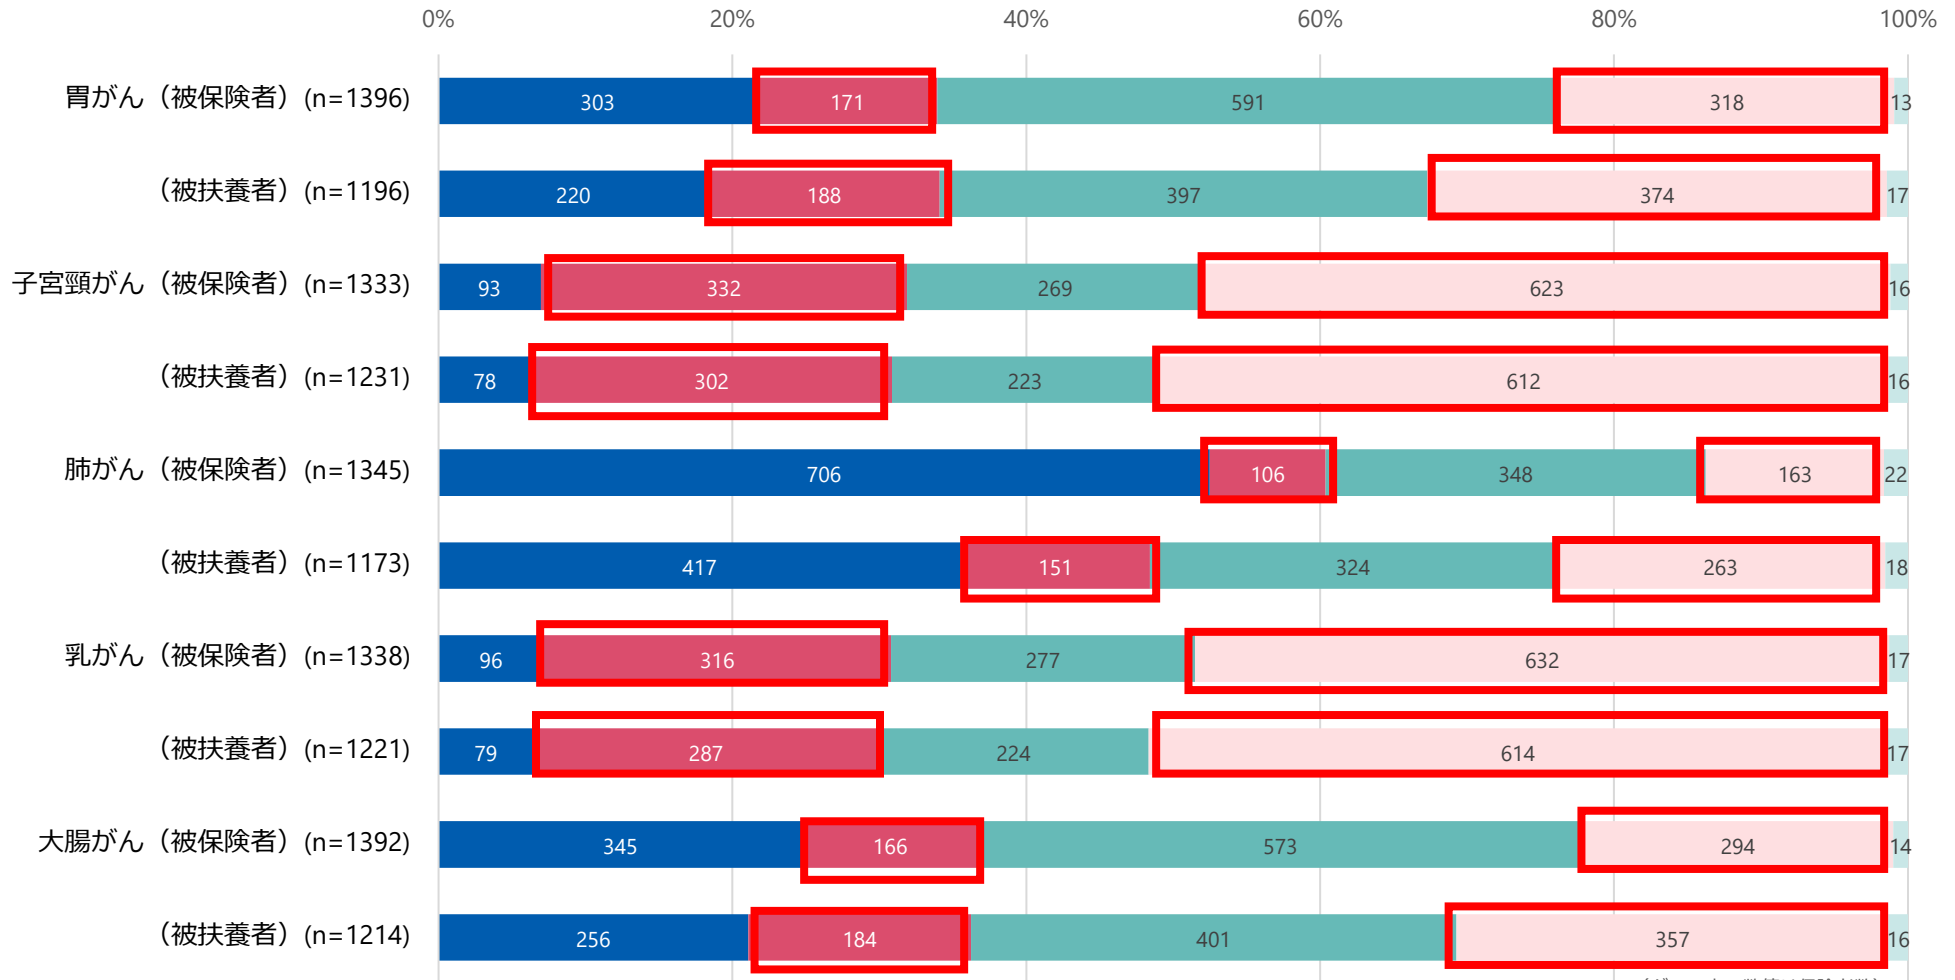 0% 20% 40% 60% 80% 100%
胃がん（被保険者）(n=1396) 303 171 591 318 13
（被扶養者）(n=1196) 220 188 397 374 17
子宮頸がん（被保険者）(n=1333) 93 332 269 623 16
（被扶養者）(n=1231) 78 302 223 612 16
肺がん（被保険者）(n=1345) 706 106 348 163 22
（被扶養者）(n=1173) 417 151 324 263 18
乳がん（被保険者）(n=1338) 96 316 277 632 17
（被扶養者）(n=1221) 79 287 224 614 17
大腸がん（被保険者）(n=1392) 345 166 573 294 14
（被扶養者）(n=1214) 256 184 401 357 16